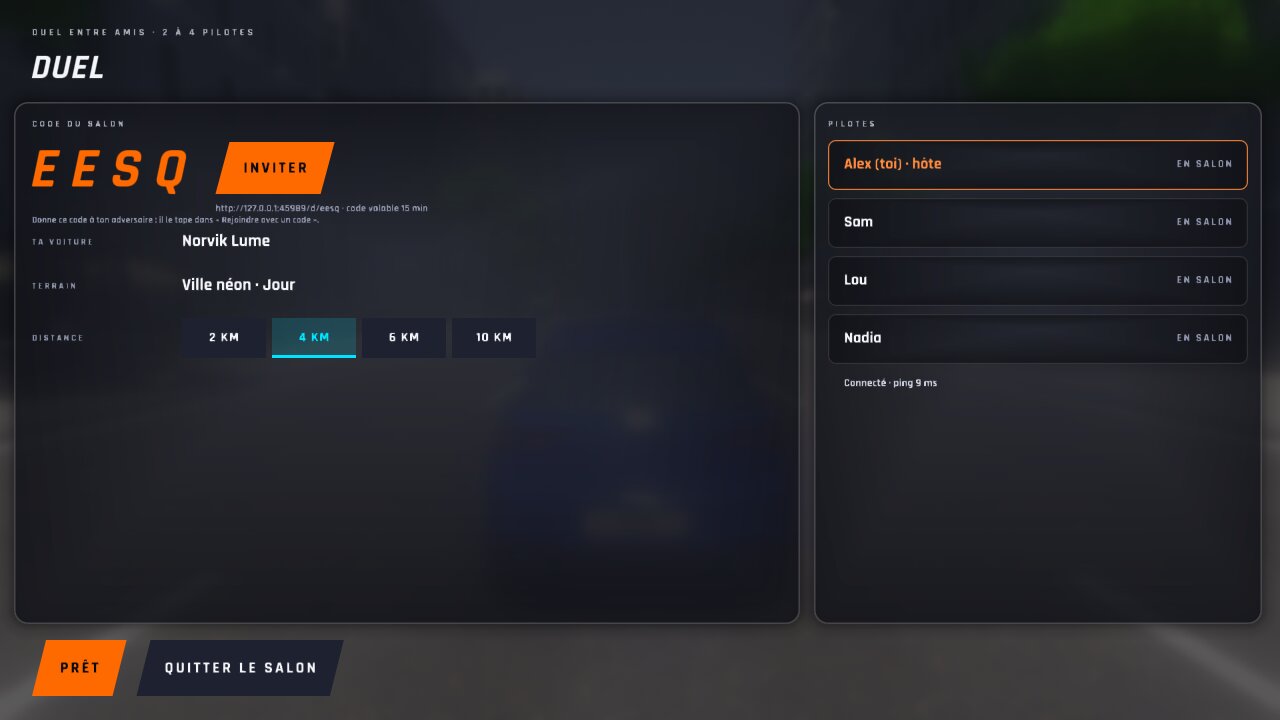 DUEL ENTRE AMIS · 2 À 4 PILOTES
DUEL
CODE DU SALON
EESQ
INVITER
http://127.0.0.1:45989/d/eesq · code valable 15 min
Donne ce code à ton adversaire : il le tape dans « Rejoindre avec un code ».
TA VOITURE
Norvik Lume
TERRAIN
Ville néon · Jour
DISTANCE
2 KM
4 KM
6 KM
10 KM
PILOTES
Alex (toi) · hôte
EN SALON
Sam
EN SALON
Lou
EN SALON
Nadia
EN SALON
Connecté · ping 9 ms
PRÊT
QUITTER LE SALON